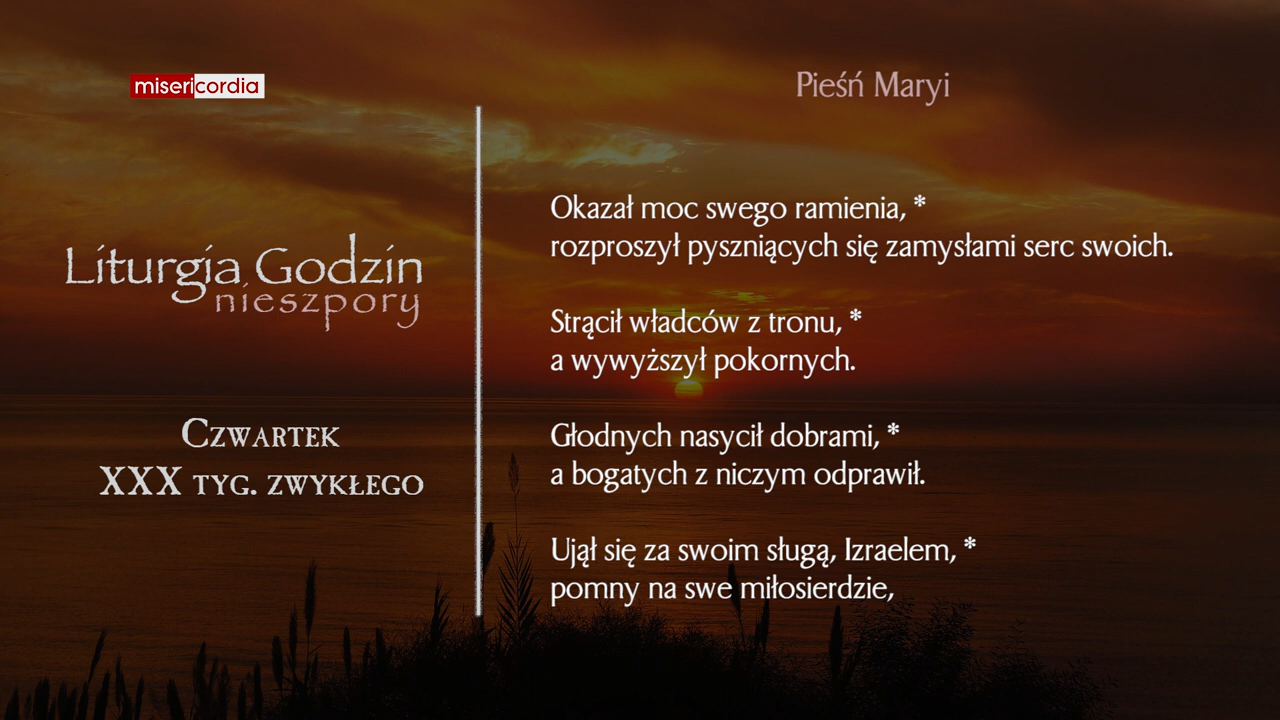 misericordia
Liturgia Godzin
nieszpory
Czwartek
XXX tyg. zwykłego
Pieśń Maryi
Okazał moc swego ramienia, *
rozproszył pyszniących się zamysłami serc swoich.
Strącił władców z tronu, *
a wywyższył pokornych.
Głodnych nasycił dobrami, *
a bogatych z niczym odprawił.
Ujął się za swoim sługą, Izraelem, *
pomny na swe miłosierdzie,